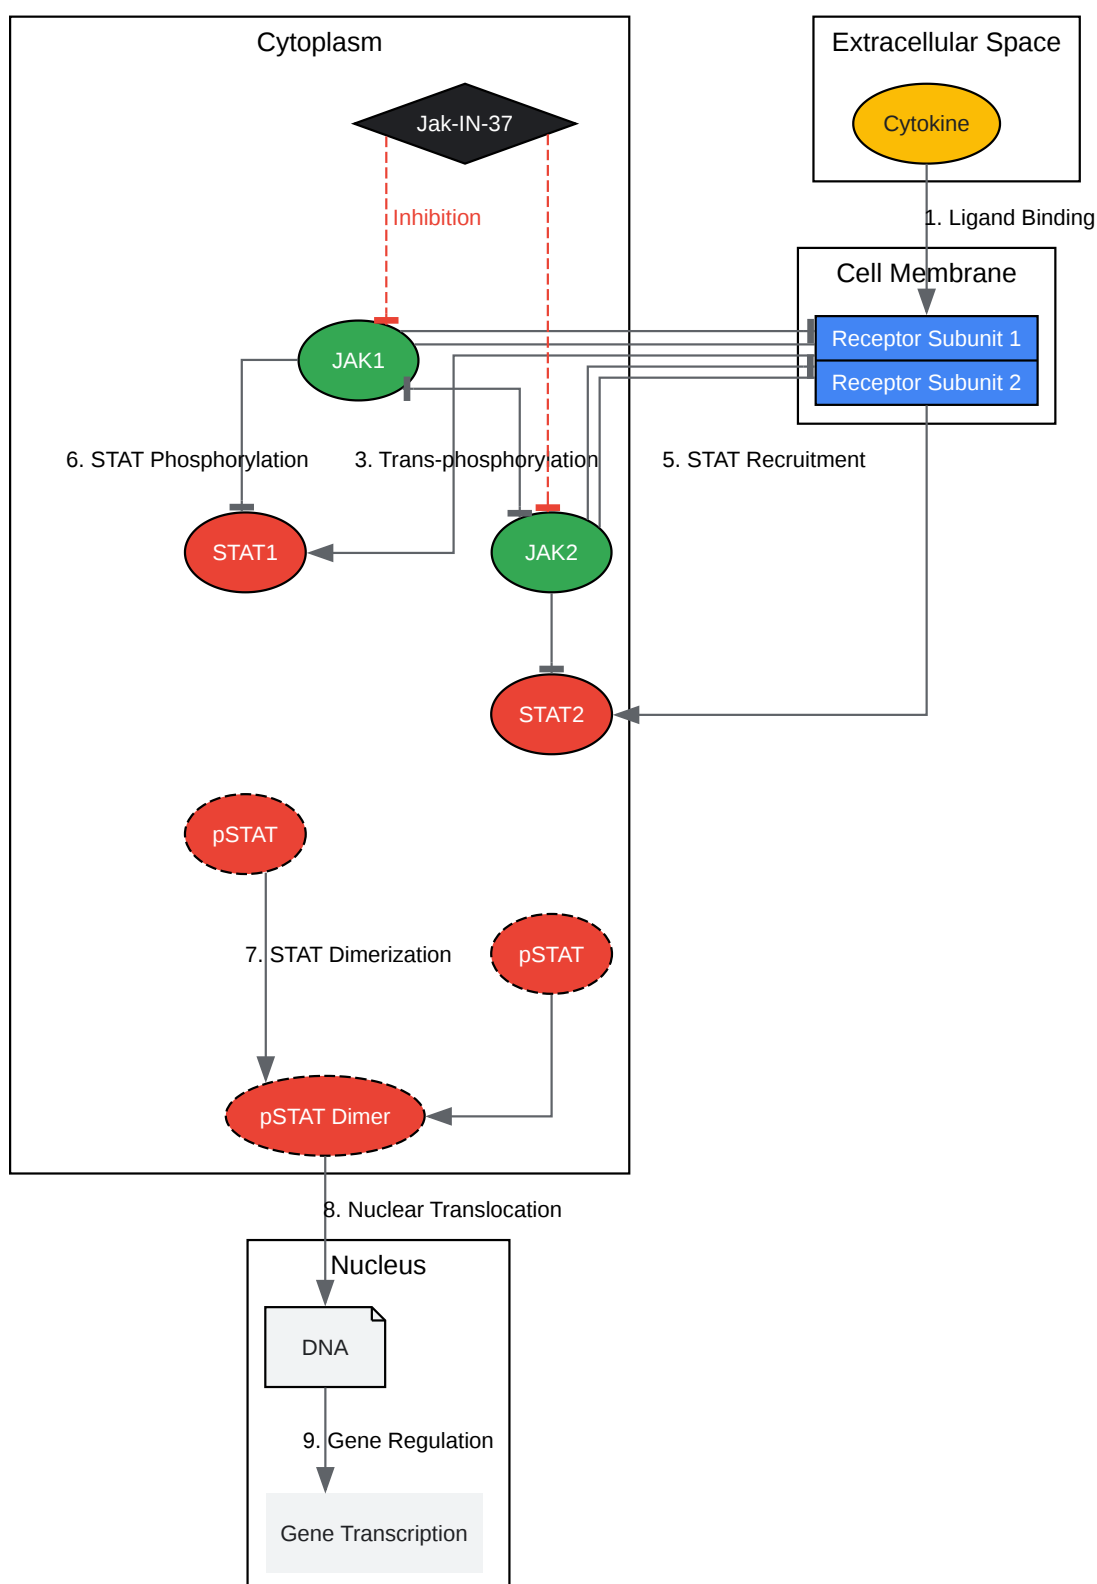 Cytoplasm
Extracellular Space
Jak-IN-37
Cytokine
Inhibition
1. Ligand Binding
Cell Membrane
Receptor Subunit 1
JAK1
Receptor Subunit 2
6. STAT Phosphorylation
3. Trans-phosphorylation
5. STAT Recruitment
STAT1
JAK2
STAT2
pSTAT
7. STAT Dimerization
pSTAT
pSTAT Dimer
8. Nuclear Translocation
Nucleus
DNA
9. Gene Regulation
Gene Transcription